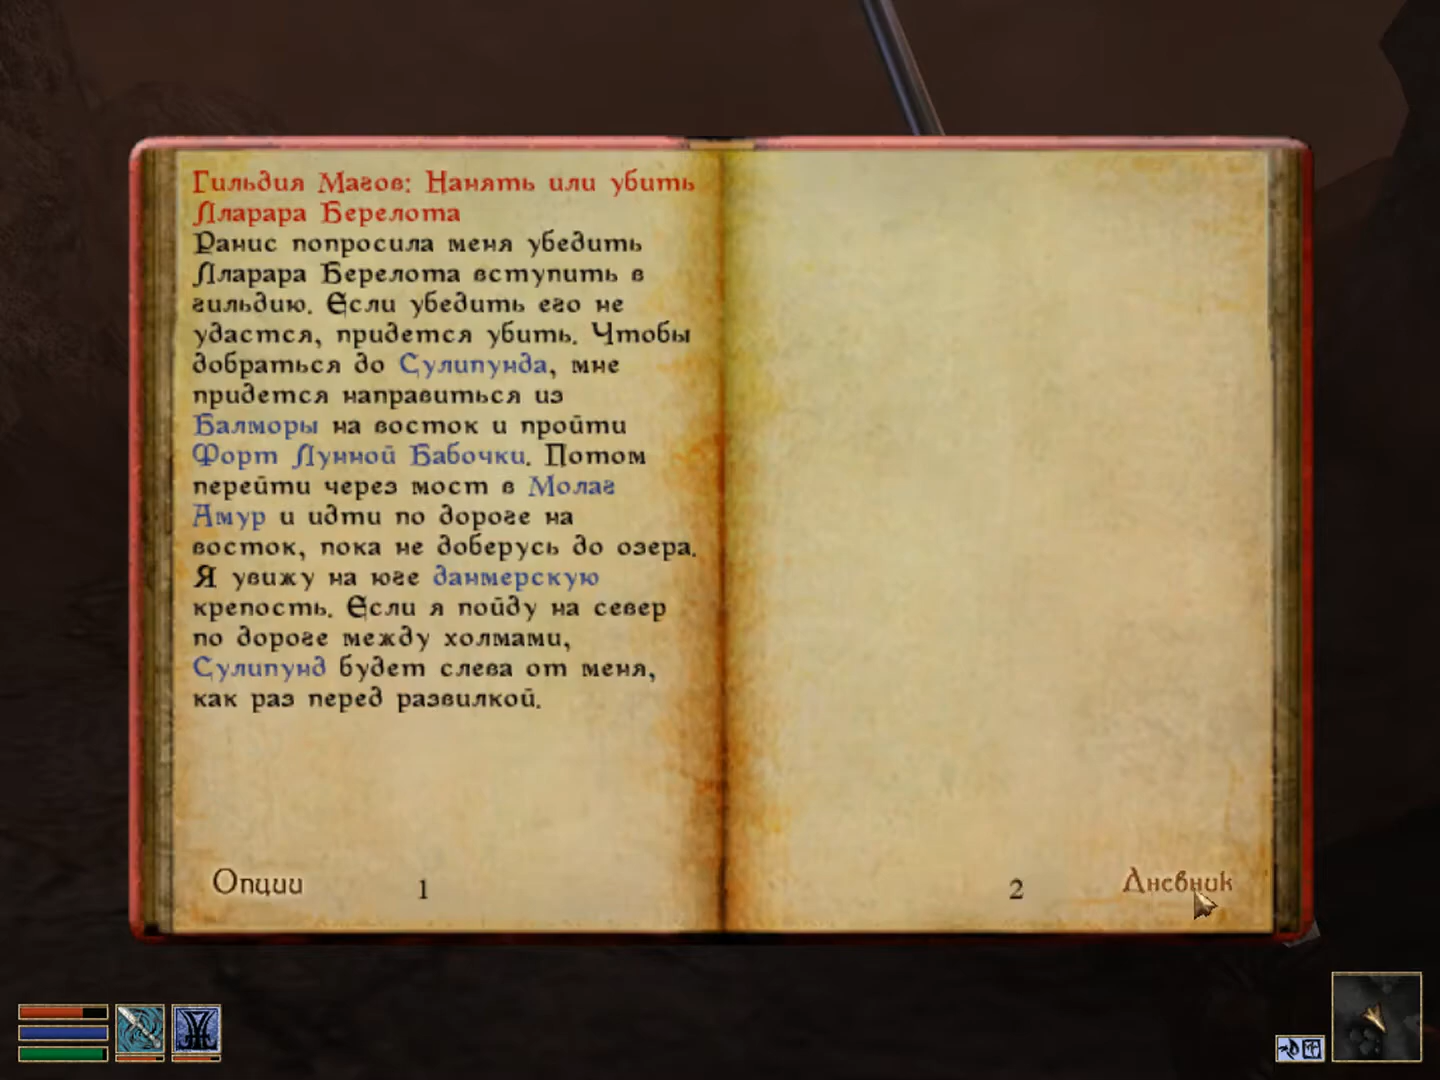 Гильдия Магов: Нанять или убить
Лларара Берелота
Ранис попросила меня убедить
Лларара Берелота вступить в
гильдию. Если убедить его не
удастся, придется убить. Чтобы
добраться до Сулипунда, мне
придется направиться из
Балморы на восток и пройти
Форт Лунной Бабочки. Потом
перейти через мост в Молаг
Амур и идти по дороге на
восток, пока не доберусь до озера.
Я увижу на юге данмерскую
крепость. Если я пойду на север
по дороге между холмами,
Сулипунд будет слева от меня,
как раз перед развилкой.
Опции 1 2 Дневник